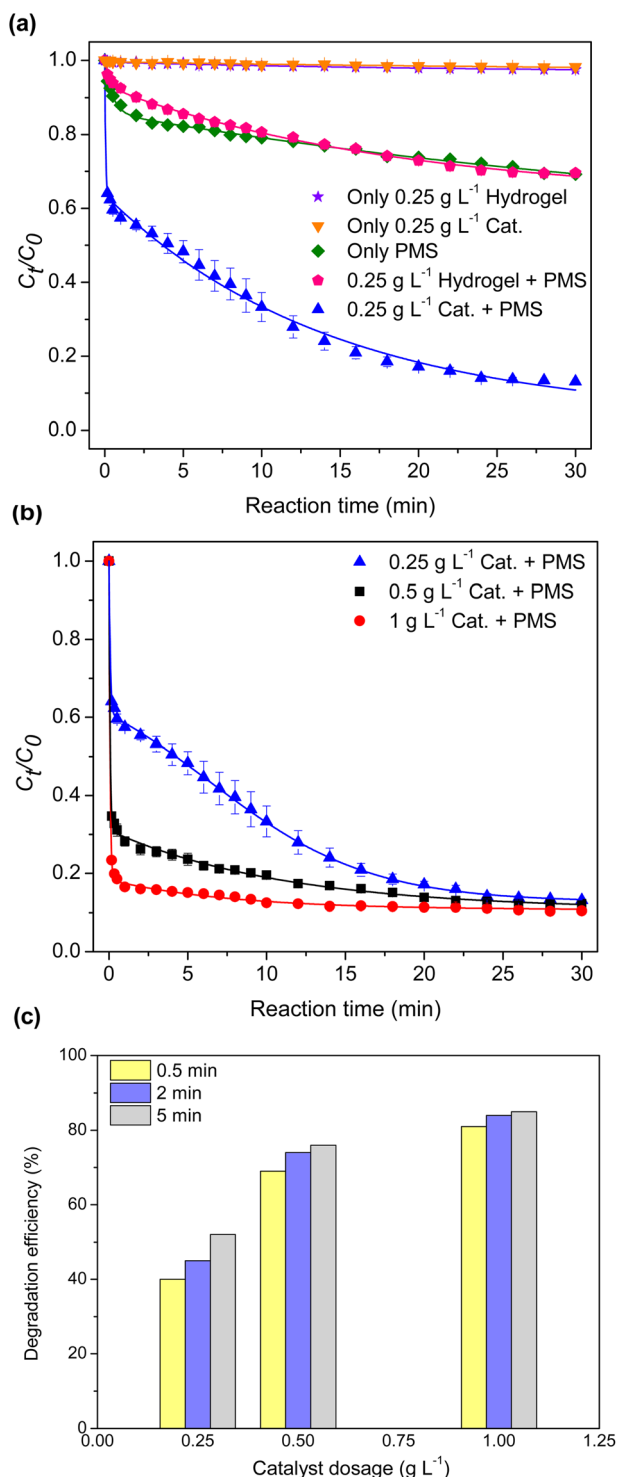 (a)
1.0
0.8
0.6
0.4
0.2
0.0
Cₜ/C₀
Only 0.25 g L⁻¹ Hydrogel
Only 0.25 g L⁻¹ Cat.
Only PMS
0.25 g L⁻¹ Hydrogel + PMS
0.25 g L⁻¹ Cat. + PMS
0 5 10 15 20 25 30
Reaction time (min)
(b)
1.0
0.8
0.6
0.4
0.2
0.0
Cₜ/C₀
0.25 g L⁻¹ Cat. + PMS
0.5 g L⁻¹ Cat. + PMS
1 g L⁻¹ Cat. + PMS
0 5 10 15 20 25 30
Reaction time (min)
(c)
100
80
60
40
20
0
Degradation efficiency (%)
0.5 min
2 min
5 min
0.00 0.25 0.50 0.75 1.00 1.25
Catalyst dosage (g L⁻¹)